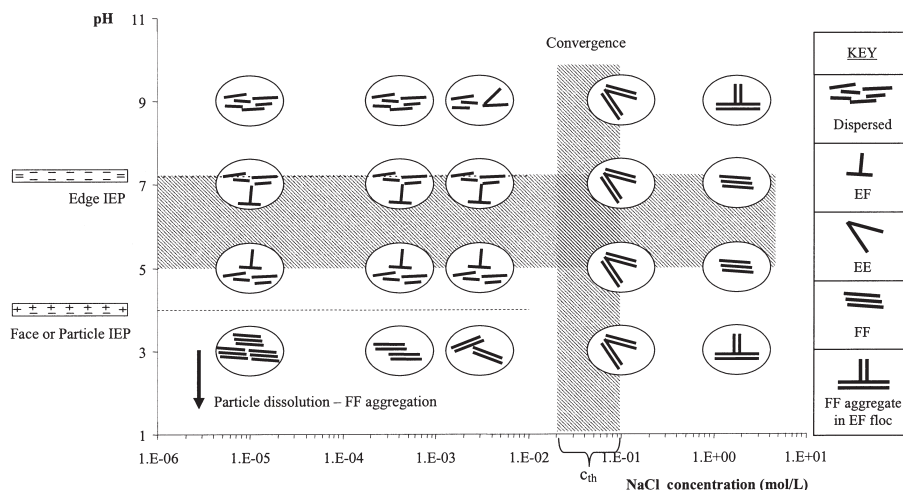 pH
11
9
7
5
3
1
1.E-06
1.E-05
1.E-04
1.E-03
1.E-02
1.E-01
1.E+00
1.E+01
NaCl concentration (mol/L)
cth
Convergence
Edge IEP
Face or Particle IEP
Particle dissolution – FF aggregation
KEY
Dispersed
EF
EE
FF
FF aggregate
in EF floc